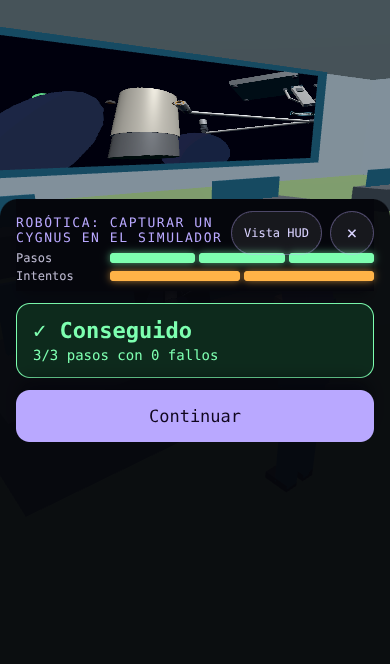 ROBÓTICA: CAPTURAR UN
CYGNUS EN EL SIMULADOR
Vista HUD
×
Pasos
Intentos
✓ Conseguido
3/3 pasos con 0 fallos
Continuar